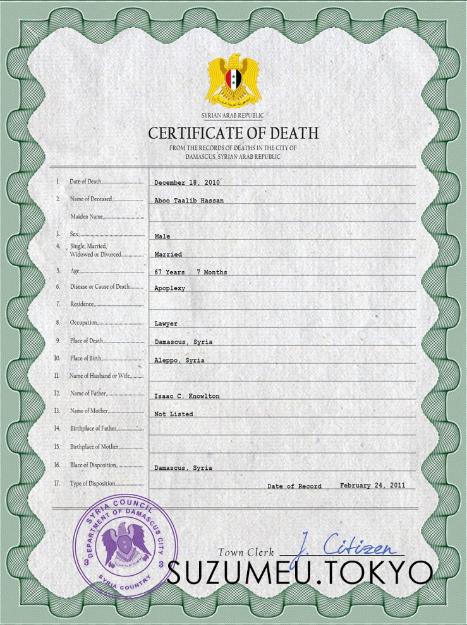 SYRIAN ARAB REPUBLIC
CERTIFICATE OF DEATH
FROM THE RECORDS OF DEATHS IN THE CITY OF
DAMASCUS, SYRIAN ARAB REPUBLIC
1. Date of Death December 18, 2010
2. Name of Deceased Aboo Taalib Hassan
Maiden Name
3. Sex Male
4. Single, Married,
Widowed or Divorced Married
5. Age 67 Years 7 Months
6. Disease or Cause of Death Apoplexy
7. Residence
8. Occupation Lawyer
9. Place of Death Damascus, Syria
10. Place of Birth Aleppo, Syria
11. Name of Husband or Wife
12. Name of Father Isaac C. Knowlton
13. Name of Mother Not Listed
14. Birthplace of Father
15. Birthplace of Mother
16. Place of Disposition Damascus, Syria
17. Type of Disposition Date of Record February 24, 2011
SYRIA COUNCIL
DEPARTMENT OF DAMASCUS CITY
SYRIA COUNTRY
Town Clerk J. Citizen
SUZUMEU.TOKYO